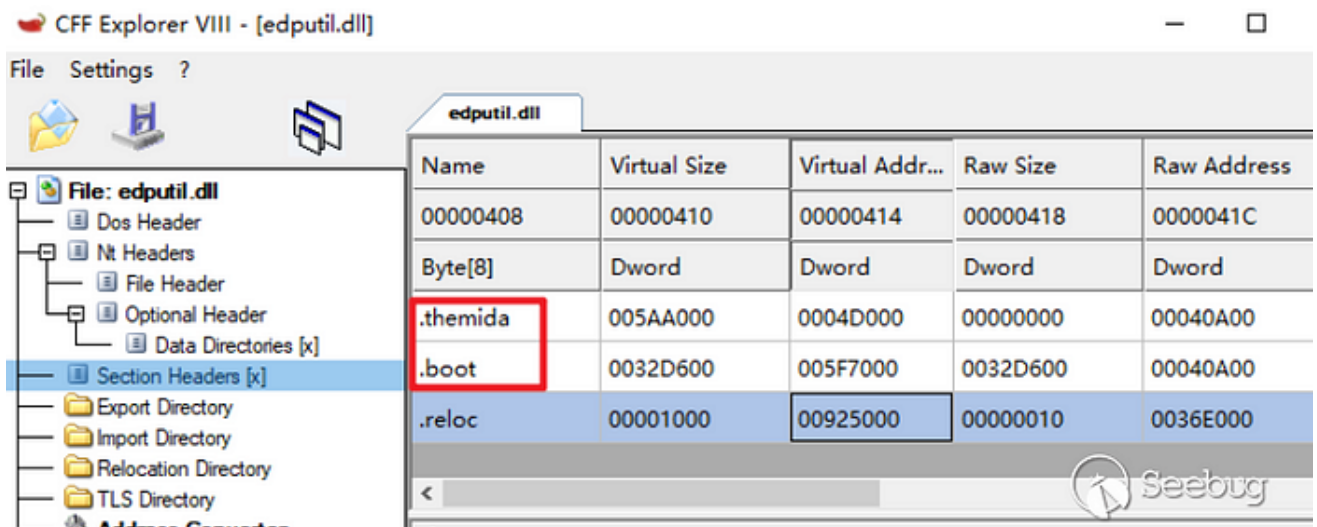 CFF Explorer VIII - [edputil.dll]
File Settings ?
edputil.dll
File: edputil.dll
Dos Header
Nt Headers
File Header
Optional Header
Data Directories [x]
Section Headers [x]
Export Directory
Import Directory
Relocation Directory
TLS Directory
Address Converter
Name Virtual Size Virtual Addr... Raw Size Raw Address
00000408 00000410 00000414 00000418 0000041C
Byte[8] Dword Dword Dword Dword
.themida 005AA000 0004D000 00000000 00040A00
.boot 0032D600 005F7000 0032D600 00040A00
.reloc 00001000 00925000 00000010 0036E000
Seebug